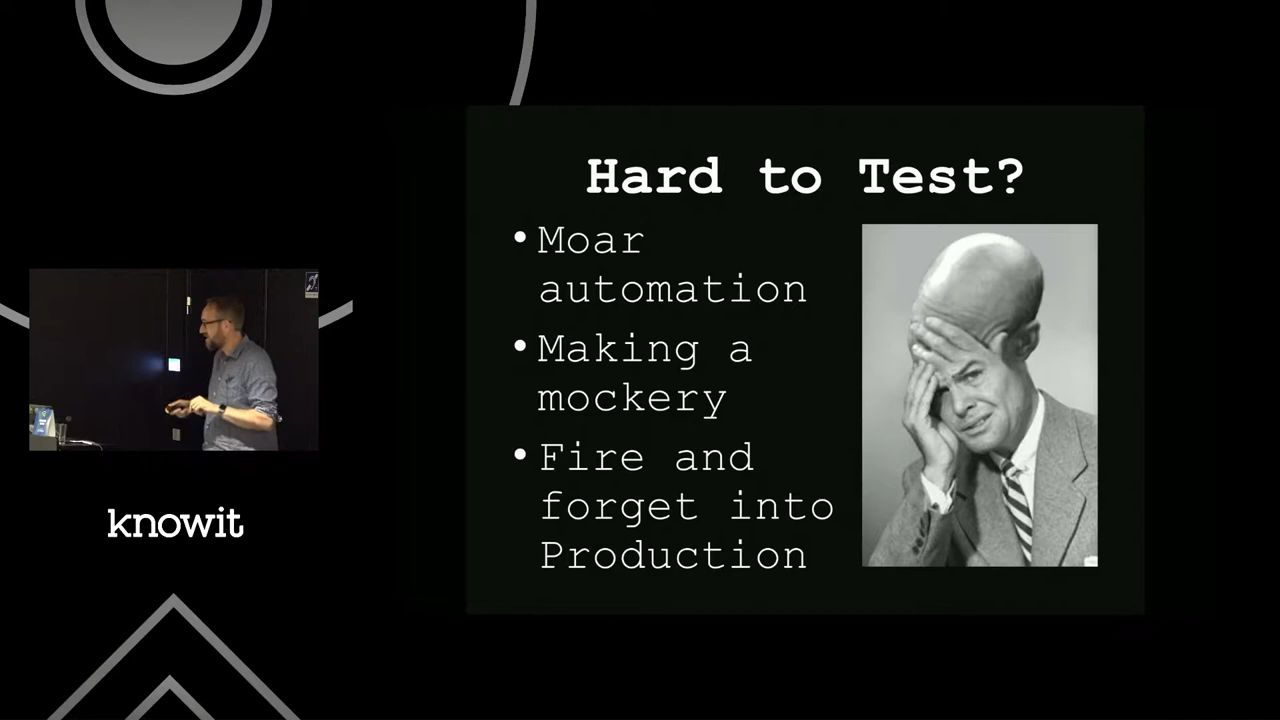 Hard to Test?
• Moar
automation
• Making a
mockery
• Fire and
forget into
Production
knowit